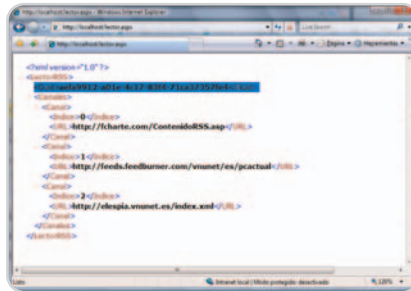 http://localhost/lector.aspx - Windows Internet Explorer
http://localhost/lector.aspx
Live Search
http://localhost/lector.aspx
Página
Herramientas
<?xml version="1.0" ?>
<LectorRSS>
<Canales>
<Canal>
<Indice>0</Indice>
<URL>http://fcharte.com/ContenidoRSS.asp</URL>
</Canal>
<Canal>
<Indice>1</Indice>
<URL>http://feeds.feedburner.com/vnunet/es/pcactual</URL>
</Canal>
<Canal>
<Indice>2</Indice>
<URL>http://elespia.vnunet.es/index.xml</URL>
</Canal>
</Canales>
</LectorRSS>
Listo
Intranet local | Modo protegido: desactivado
120%